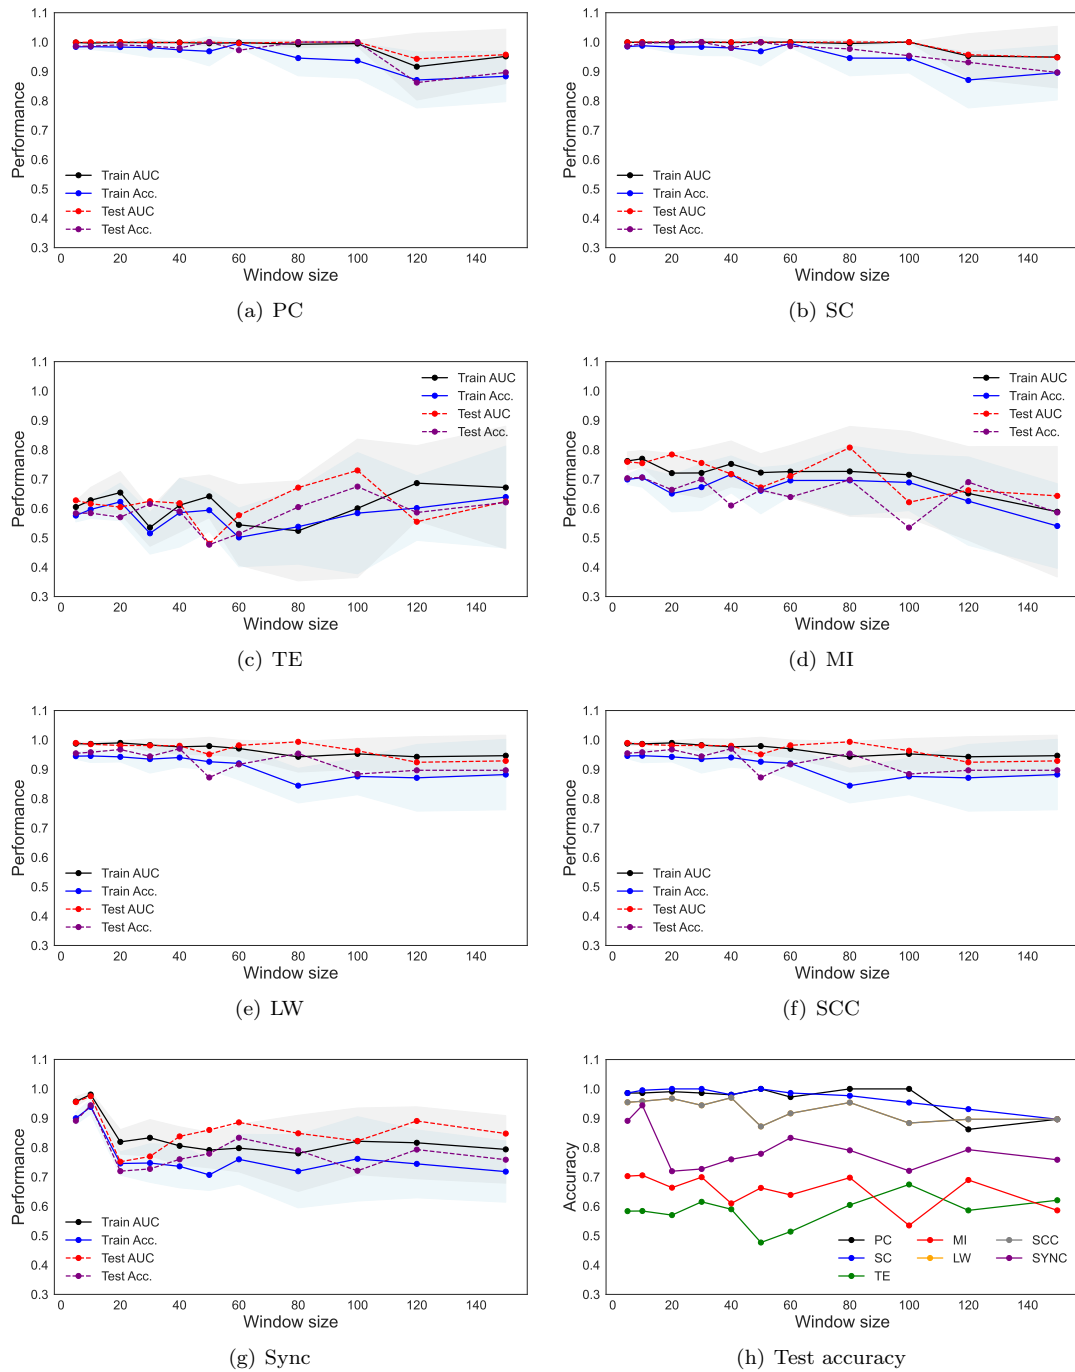 1.1
1.0
0.9
0.8
0.7
0.6
0.5
0.4
0.3
Performance
Train AUC
Train Acc.
Test AUC
Test Acc.
0 20 40 60 80 100 120 140
Window size
(a) PC
1.1
1.0
0.9
0.8
0.7
0.6
0.5
0.4
0.3
Performance
Train AUC
Train Acc.
Test AUC
Test Acc.
0 20 40 60 80 100 120 140
Window size
(b) SC
1.1
1.0
0.9
0.8
0.7
0.6
0.5
0.4
0.3
Performance
Train AUC
Train Acc.
Test AUC
Test Acc.
0 20 40 60 80 100 120 140
Window size
(c) TE
1.1
1.0
0.9
0.8
0.7
0.6
0.5
0.4
0.3
Performance
Train AUC
Train Acc.
Test AUC
Test Acc.
0 20 40 60 80 100 120 140
Window size
(d) MI
1.1
1.0
0.9
0.8
0.7
0.6
0.5
0.4
0.3
Performance
Train AUC
Train Acc.
Test AUC
Test Acc.
0 20 40 60 80 100 120 140
Window size
(e) LW
1.1
1.0
0.9
0.8
0.7
0.6
0.5
0.4
0.3
Performance
Train AUC
Train Acc.
Test AUC
Test Acc.
0 20 40 60 80 100 120 140
Window size
(f) SCC
1.1
1.0
0.9
0.8
0.7
0.6
0.5
0.4
0.3
Performance
Train AUC
Train Acc.
Test AUC
Test Acc.
0 20 40 60 80 100 120 140
Window size
(g) Sync
1.1
1.0
0.9
0.8
0.7
0.6
0.5
0.4
0.3
Accuracy
PC MI SCC
SC LW SYNC
TE
0 20 40 60 80 100 120 140
Window size
(h) Test accuracy